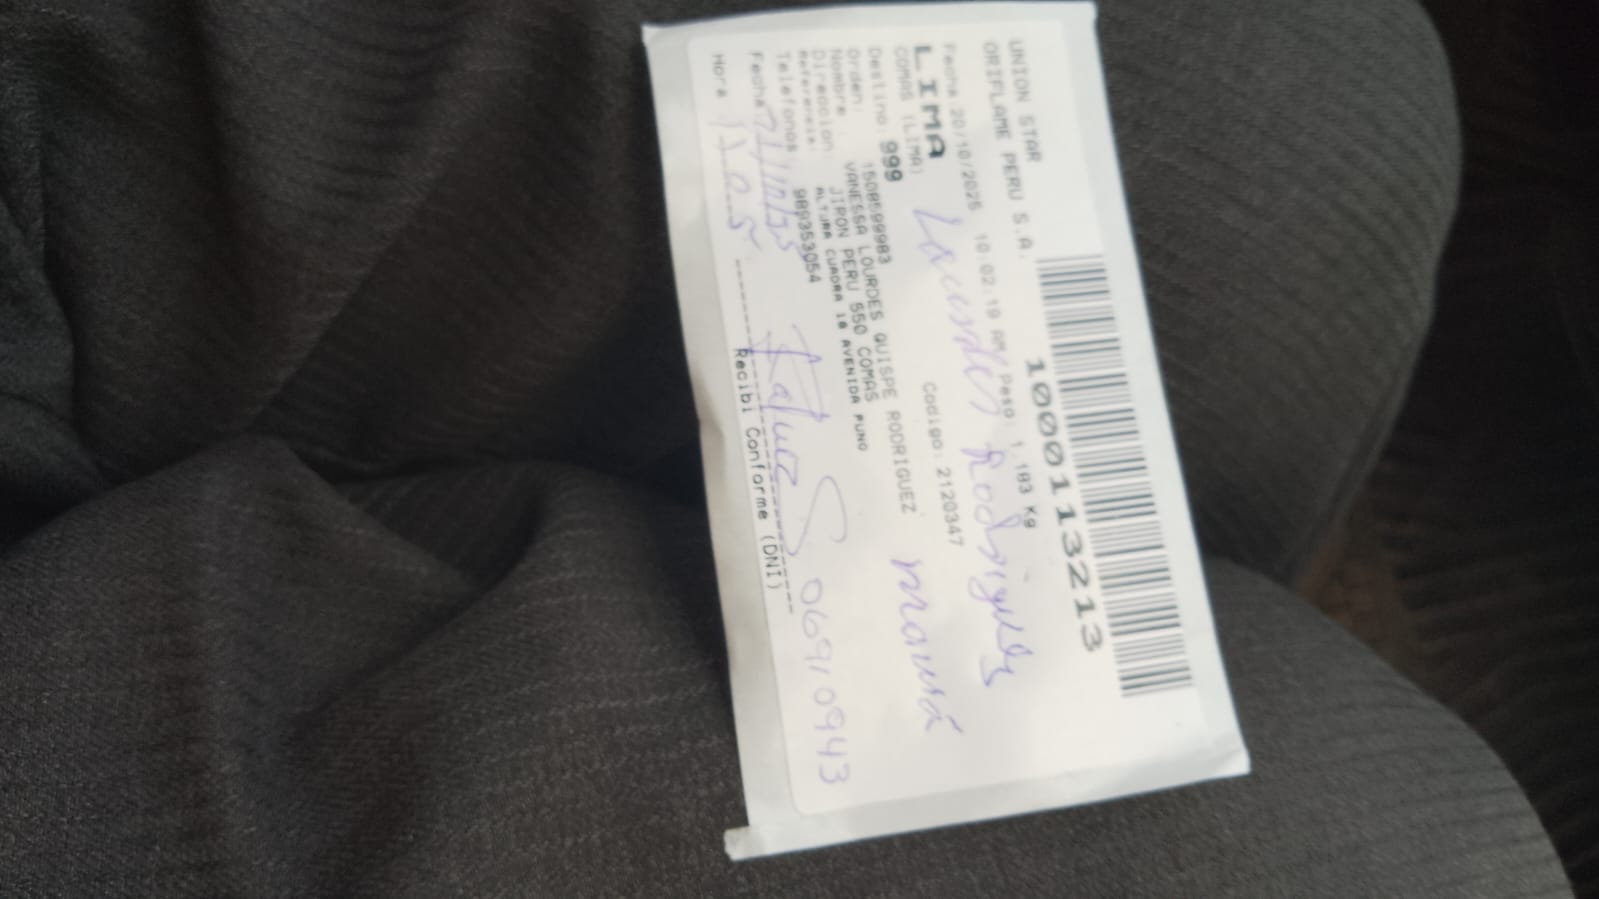 UNION STAR
ORIFLAME PERU S.A.
1000113213
Fecha 20/10/2025 10:02:19 AM Peso: 1.183 Kg
LIMA
COMAS (LIMA)
Codigo: 2120347
Destino: 999
Orden: 1508599983
Nombre : VANESSA LOURDES QUISPE RODRIGUEZ
Direccion: JIRON PERU 550 COMAS
Referencia: ALTURA CUADRA 18 AVENIDA PUNO
Telefonos 989353054
Fecha
Hora
Rodriguez
mamá
06910943
Recibi Conforme (DNI)